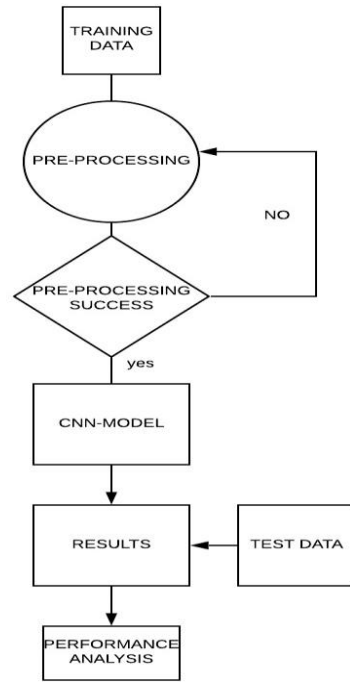 TRAINING
DATA
PRE-PROCESSING
NO
PRE-PROCESSING
SUCCESS
yes
CNN-MODEL
RESULTS
TEST DATA
PERFORMANCE
ANALYSIS